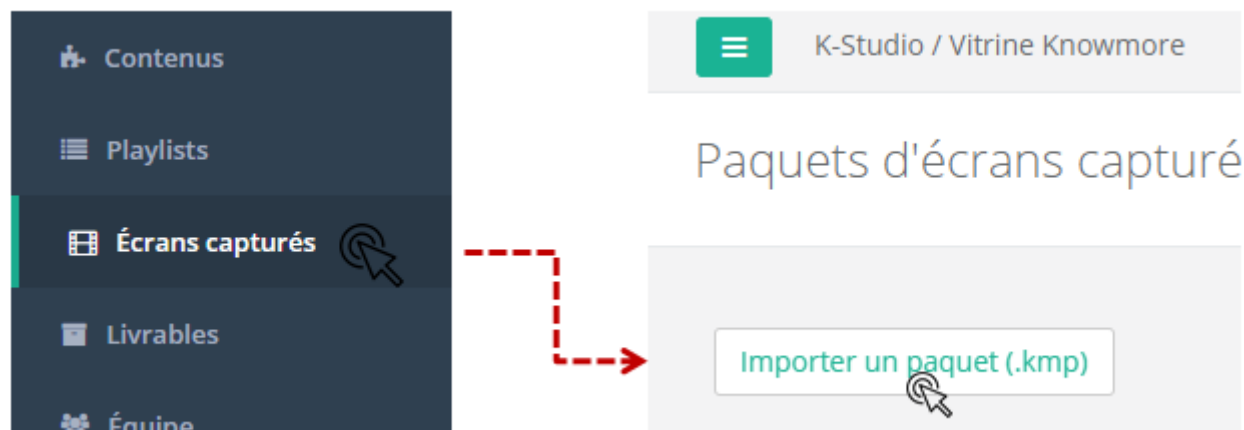 Contenus
Playlists
Écrans capturés
Livrables
Équipe
K-Studio / Vitrine Knowmore
Paquets d'écrans capturé
Importer un paquet (.kmp)